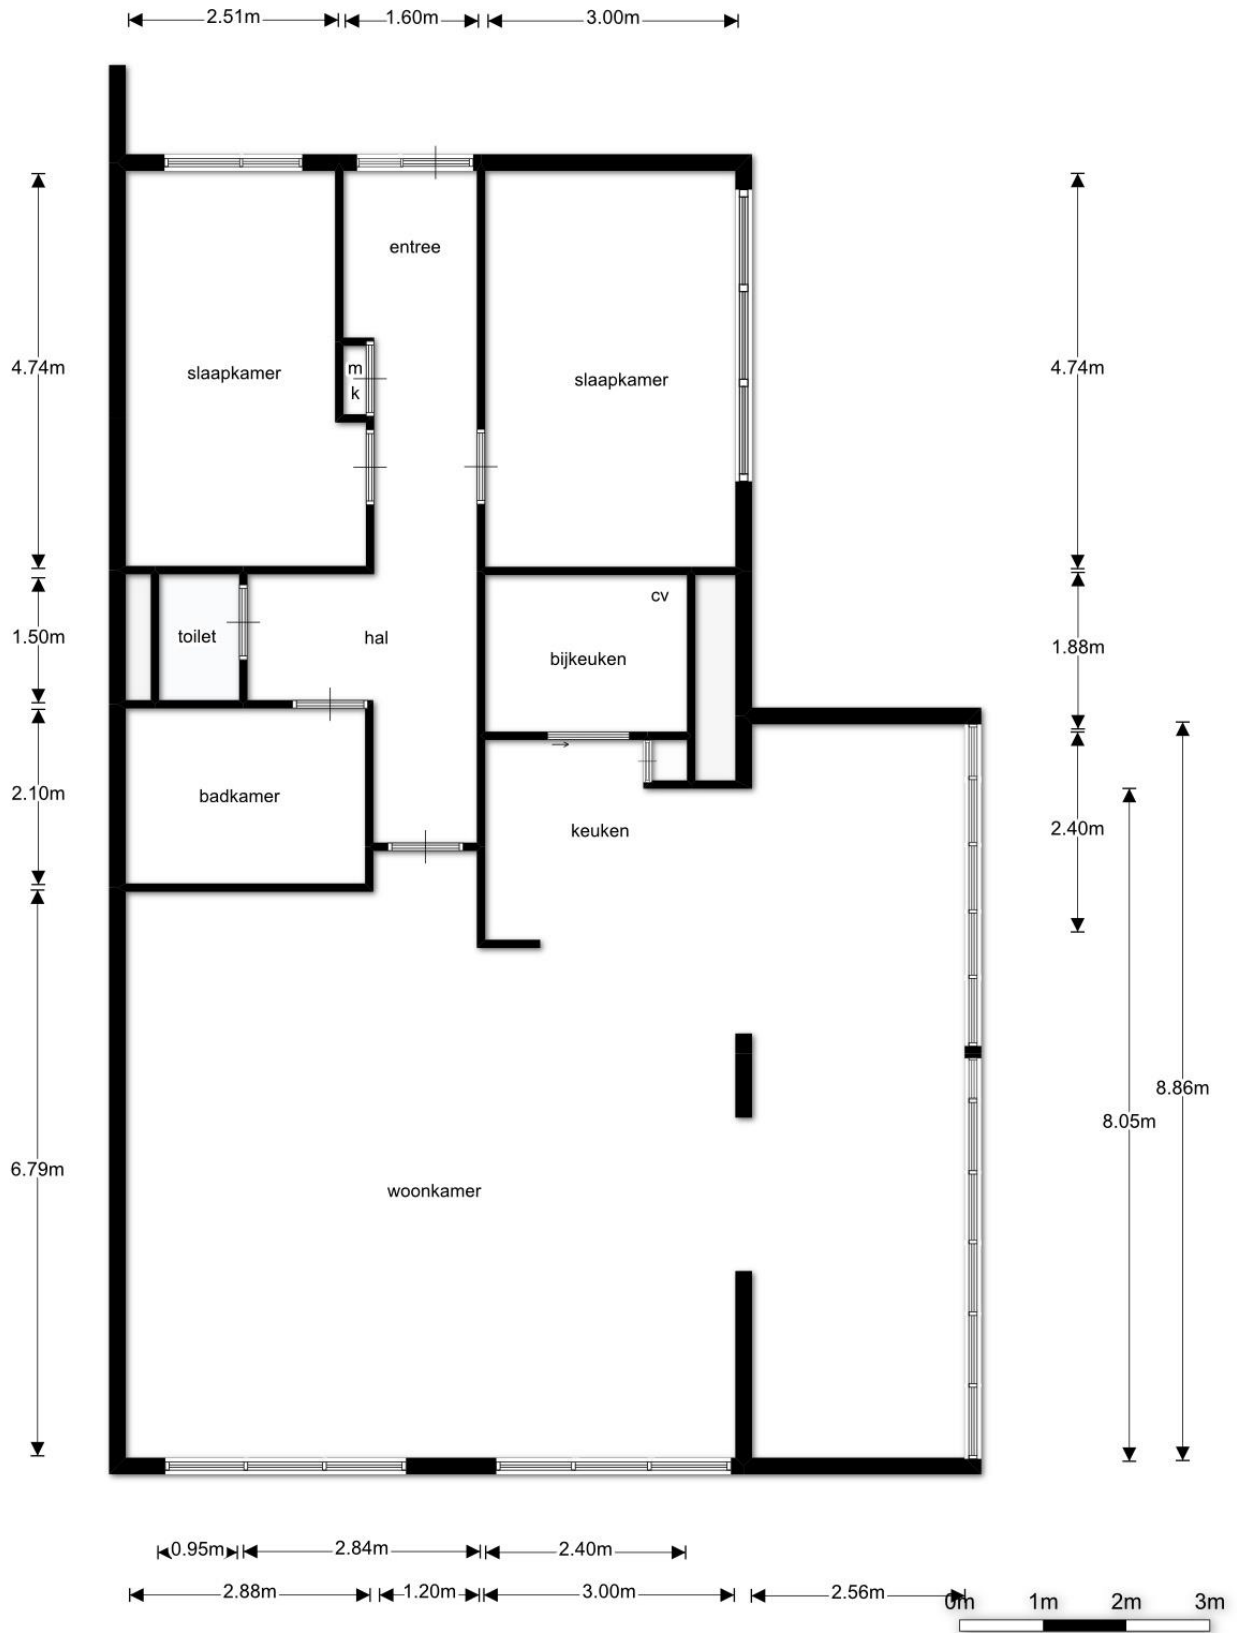 2.51m 1.60m 3.00m
entree
4.74m
4.74m
m
k
slaapkamer
slaapkamer
cv
toilet
hal
1.50m
bijkeuken
1.88m
2.10m
badkamer
keuken
2.40m
8.86m
8.05m
6.79m
woonkamer
0.95m 2.84m 2.40m
2.88m 1.20m 3.00m 2.56m
0m 1m 2m 3m